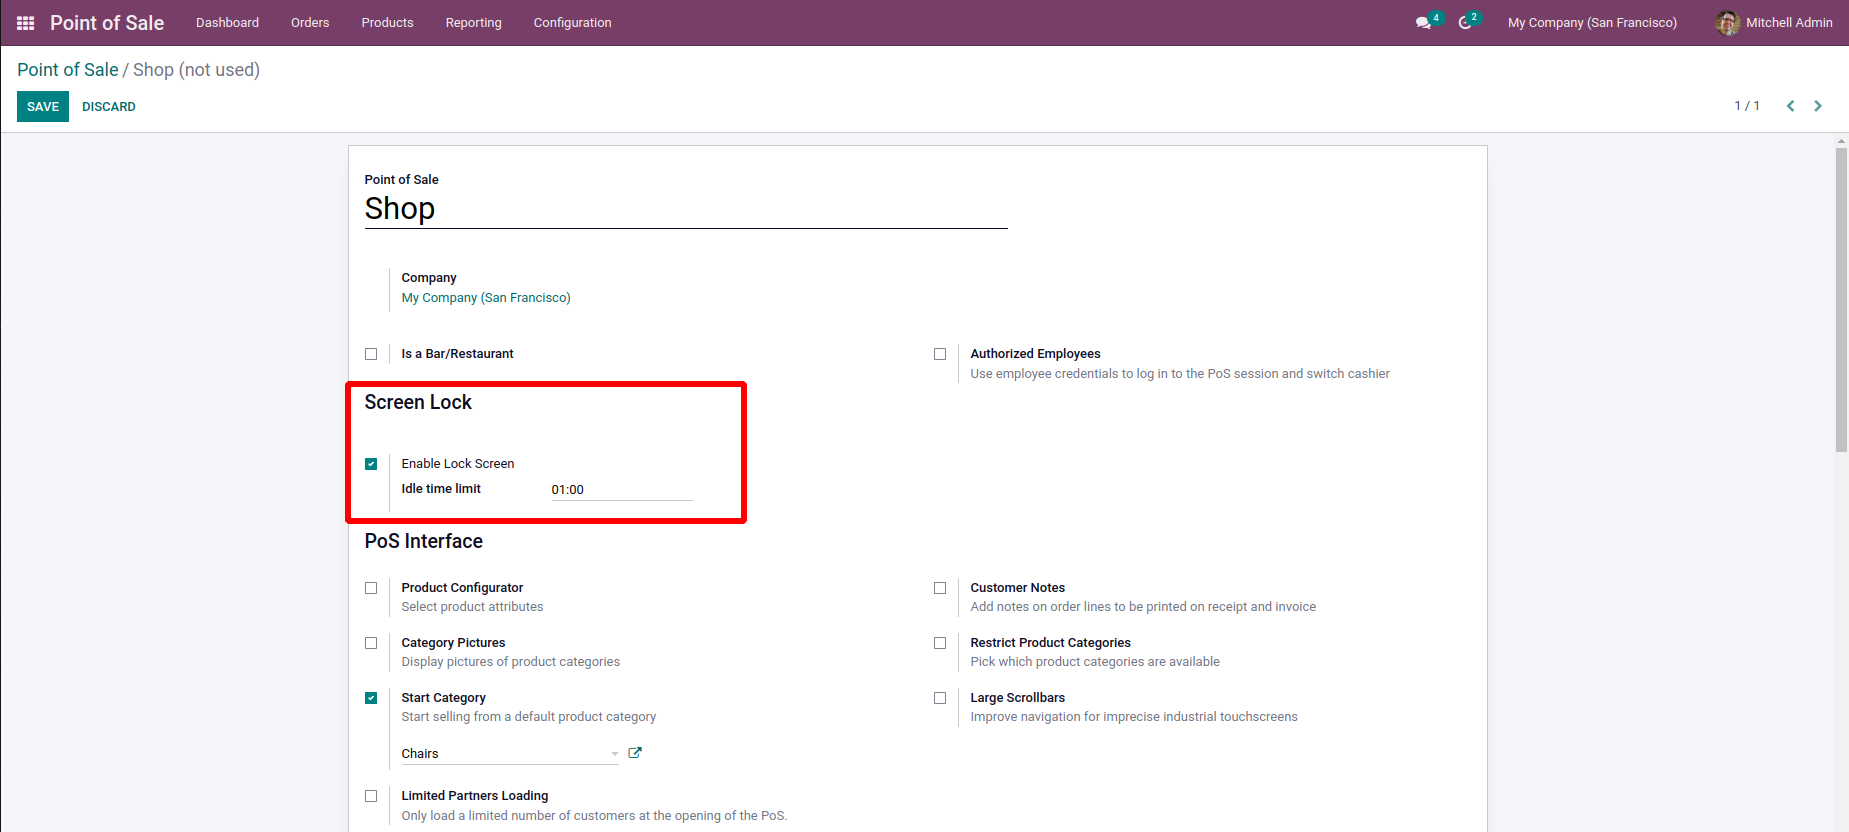 Point of Sale Dashboard Orders Products Reporting Configuration 4 2 My Company (San Francisco) Mitchell Admin
Point of Sale / Shop (not used)
SAVE DISCARD 1 / 1
Point of Sale
Shop
Company
My Company (San Francisco)
Is a Bar/Restaurant
Authorized Employees
Use employee credentials to log in to the PoS session and switch cashier
Screen Lock
Enable Lock Screen
Idle time limit 01:00
PoS Interface
Product Configurator
Select product attributes
Customer Notes
Add notes on order lines to be printed on receipt and invoice
Category Pictures
Display pictures of product categories
Restrict Product Categories
Pick which product categories are available
Start Category
Start selling from a default product category
Chairs
Large Scrollbars
Improve navigation for imprecise industrial touchscreens
Limited Partners Loading
Only load a limited number of customers at the opening of the PoS.